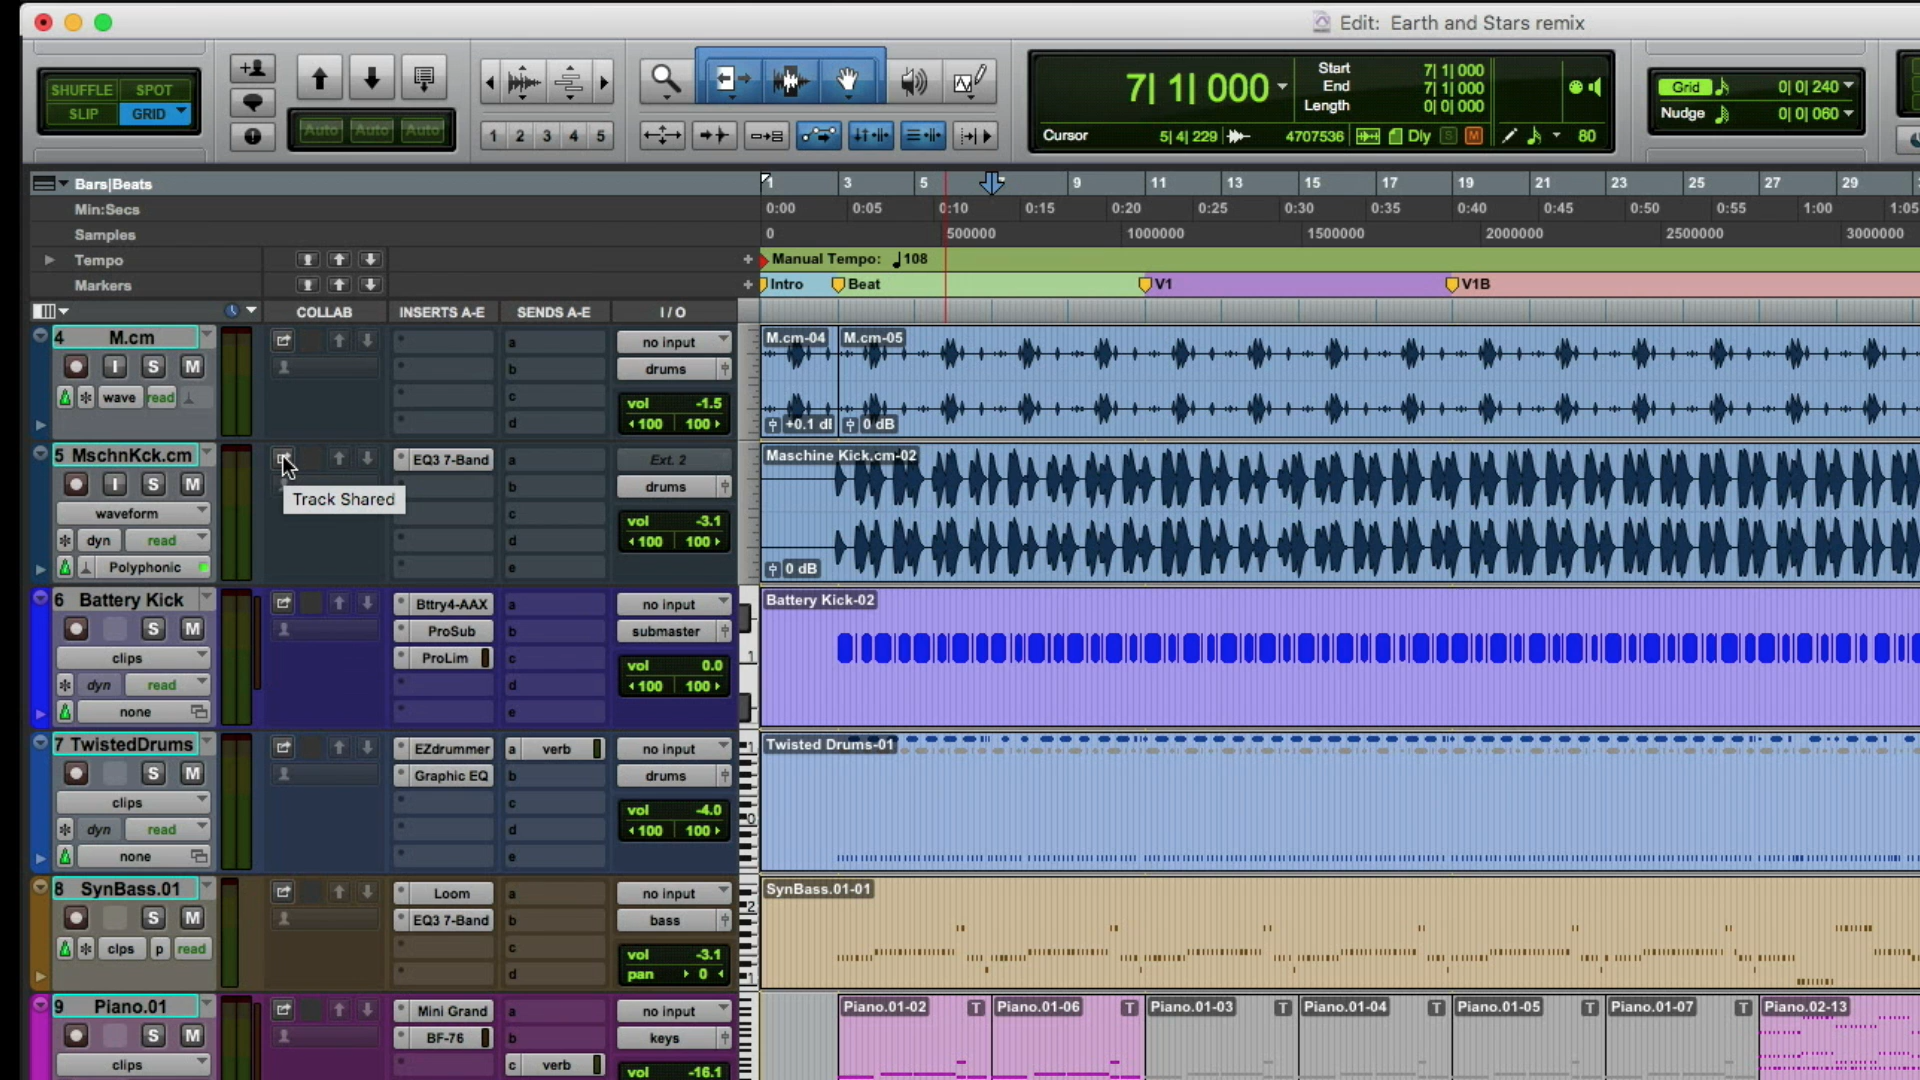 Edit: Earth and Stars remix
SHUFFLE SPOT
SLIP GRID
Auto Auto Auto
1 2 3 4 5
7| 1| 000
Start 7| 1| 000
End 7| 1| 000
Length 0| 0| 000
Cursor 5| 4| 229 4707536 Dly S M 80
Grid 0| 0| 240
Nudge 0| 0| 060
Bars|Beats 1 3 5 9 11 13 15 17 19 21 23 25 27 29
Min:Secs 0:00 0:05 0:10 0:15 0:20 0:25 0:30 0:35 0:40 0:45 0:50 0:55 1:00 1:05
Samples 0 500000 1000000 1500000 2000000 2500000 3000000
Tempo Manual Tempo: 108
Markers Intro Beat V1 V1B
COLLAB INSERTS A-E SENDS A-E I / O
4 M.cm a no input M.cm-04 M.cm-05
I S M b drums
wave read c vol -1.5
d 100 100 +0.1 dB 0 dB
5 MschnKck.cm EQ3 7-Band a Ext. 2 Maschine Kick.cm-02
I S M b drums
Track Shared
waveform c vol -3.1
dyn read d 100 100
Polyphonic e 0 dB
6 Battery Kick Bttry4-AAX a no input Battery Kick-02
S M ProSub b submaster
clips ProLim c vol 0.0
dyn read d 100 100
none e
7 TwistedDrums EZdrummer a verb no input Twisted Drums-01
S M Graphic EQ b drums
clips c vol -4.0
dyn read d 100 100
none e
8 SynBass.01 Loom a no input SynBass.01-01
S M EQ3 7-Band b bass
clps p read c vol -3.1
d pan 0
9 Piano.01 Mini Grand a no input Piano.01-02 T Piano.01-06 T Piano.01-03 T Piano.01-04 T Piano.01-05 T Piano.01-07 T Piano.02-13
S M BF-76 b keys
clips c verb vol -16.1